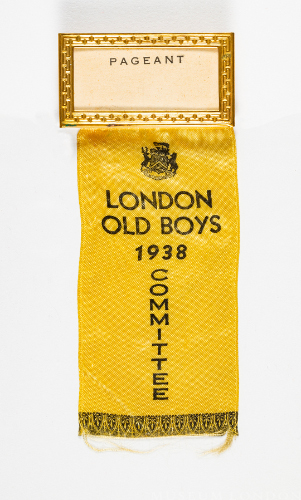 PAGEANT
LONDON
OLD BOYS
1938
COMMITTEE